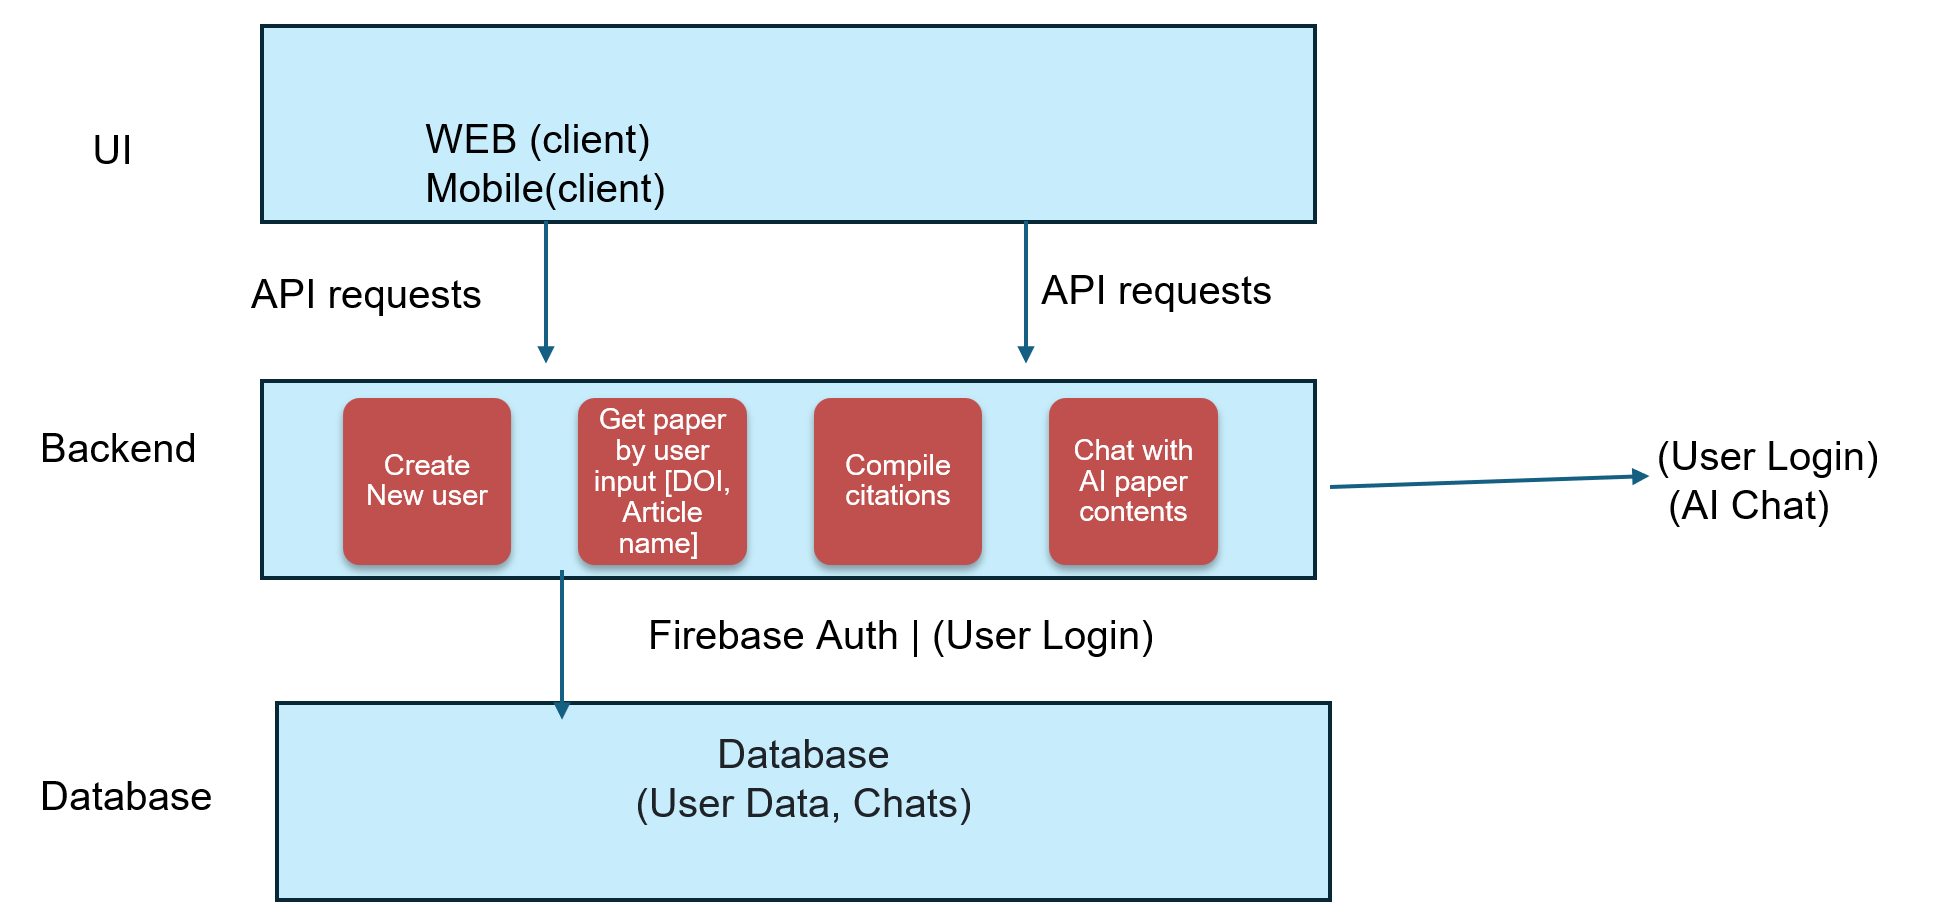 UI
WEB (client)
Mobile(client)
API requests
API requests
Backend
Create
New user
Get paper
by user
input [DOI,
Article
name]
Compile
citations
Chat with
AI paper
contents
(User Login)
(AI Chat)
Firebase Auth | (User Login)
Database
Database
(User Data, Chats)